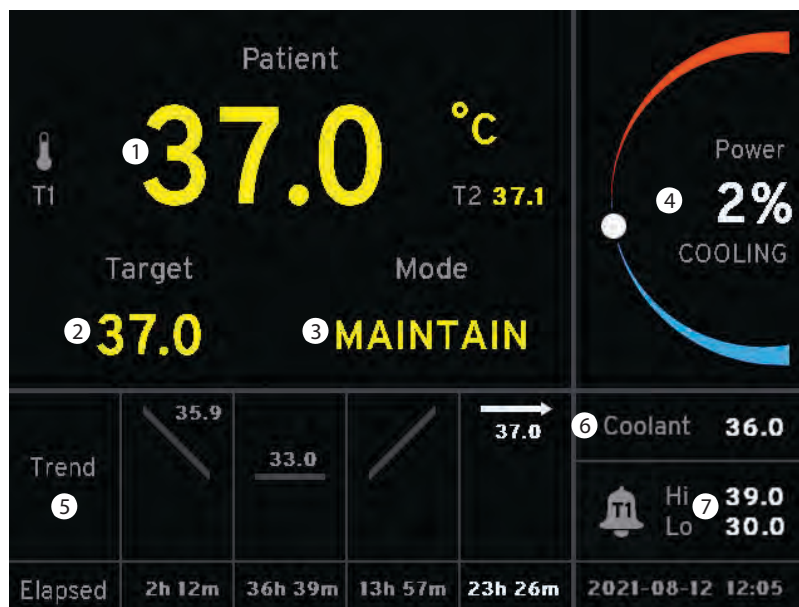 Patient
1 37.0 °C
T1
T2 37.1
Target
Mode
2 37.0
3 MAINTAIN
Power
4 2%
COOLING
Trend
5
35.9
33.0
37.0
Elapsed 2h 12m 36h 39m 13h 57m 23h 26m
6 Coolant 36.0
T1
Hi 7 39.0
Lo 30.0
2021-08-12 12:05